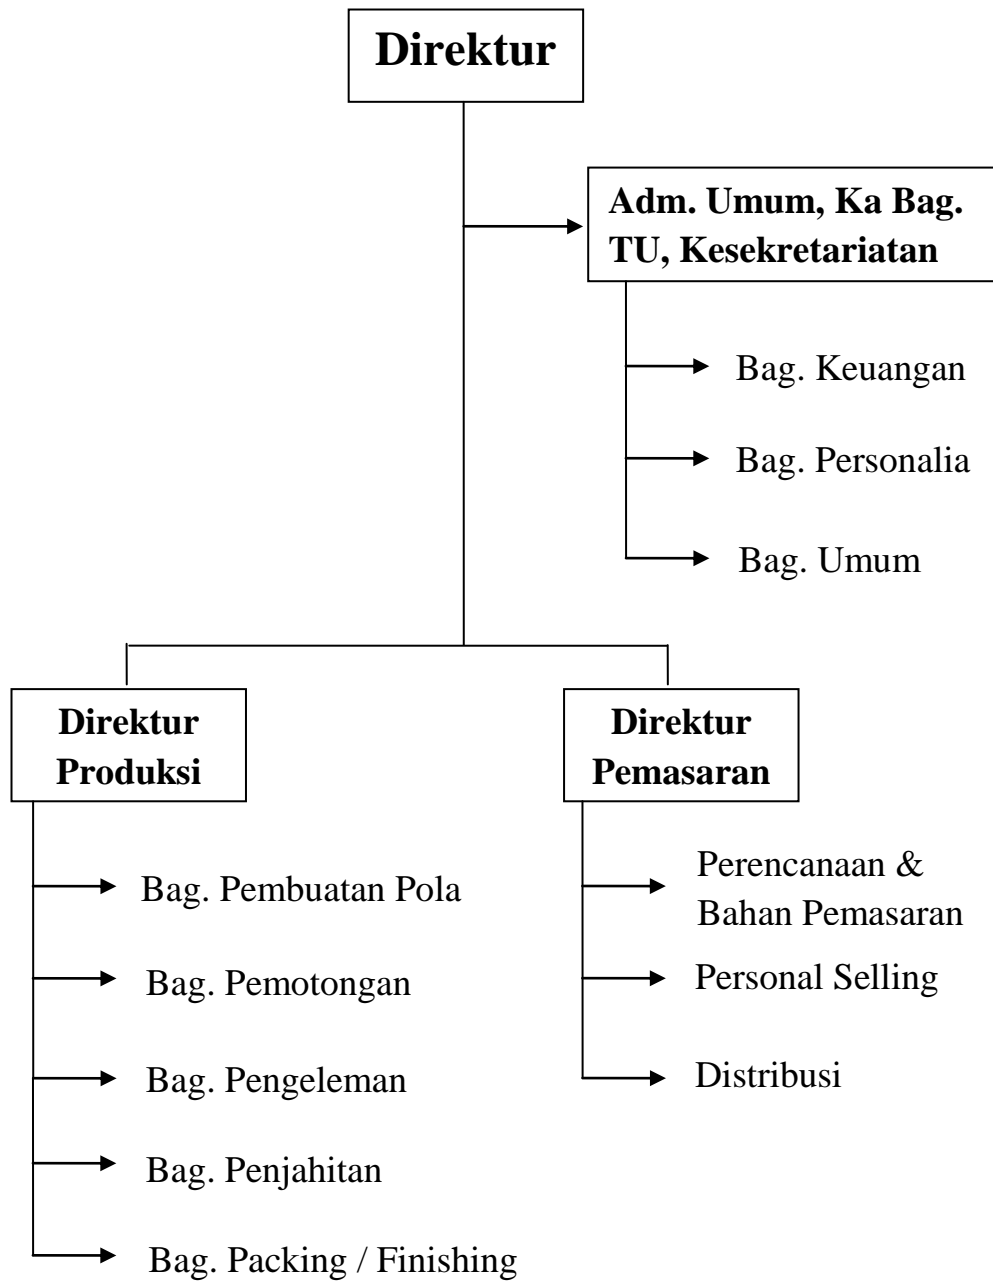 Direktur
Adm. Umum, Ka Bag.
TU, Kesekretariatan
Bag. Keuangan
Bag. Personalia
Bag. Umum
Direktur
Produksi
Bag. Pembuatan Pola
Bag. Pemotongan
Bag. Pengeleman
Bag. Penjahitan
Bag. Packing / Finishing
Direktur
Pemasaran
Perencanaan &
Bahan Pemasaran
Personal Selling
Distribusi